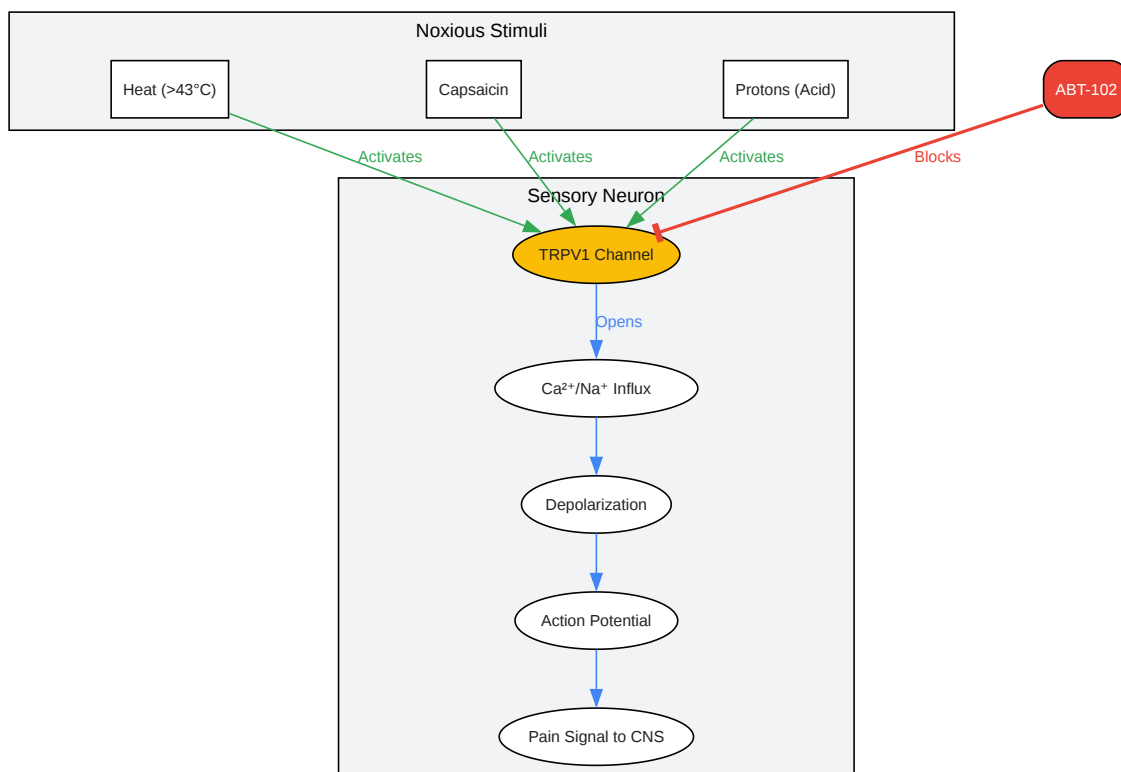 Noxious Stimuli
Heat (>43°C)
Capsaicin
Protons (Acid)
ABT-102
Activates
Activates
Activates
Blocks
Sensory Neuron
TRPV1 Channel
Opens
Ca²⁺/Na⁺ Influx
Depolarization
Action Potential
Pain Signal to CNS